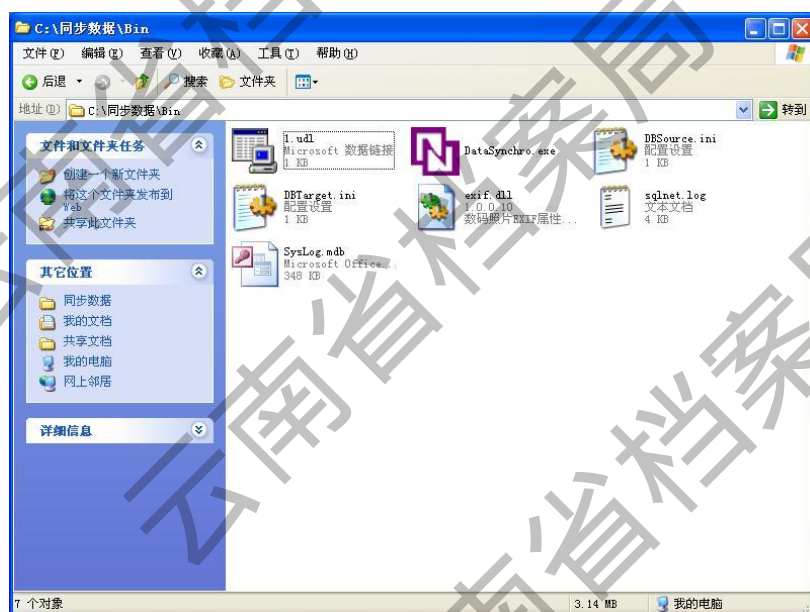 C:\同步数据\Bin
文件(F) 编辑(E) 查看(V) 收藏(A) 工具(T) 帮助(H)
后退 搜索 文件夹
地址(D) C:\同步数据\Bin 转到
文件和文件夹任务
创建一个新文件夹
将这个文件夹发布到
Web
共享此文件夹
其它位置
同步数据
我的文档
共享文档
我的电脑
网上邻居
详细信息
1.udl
Microsoft 数据链接
1 KB
DataSynchro.exe
DBSource.ini
配置设置
1 KB
DBTarget.ini
配置设置
1 KB
exif.dll
1.0.0.10
数码照片EXIF属性...
sqlnet.log
文本文档
4 KB
SysLog.mdb
Microsoft Office...
348 KB
7 个对象 3.14 MB 我的电脑
云南省档案局
云南省档案局